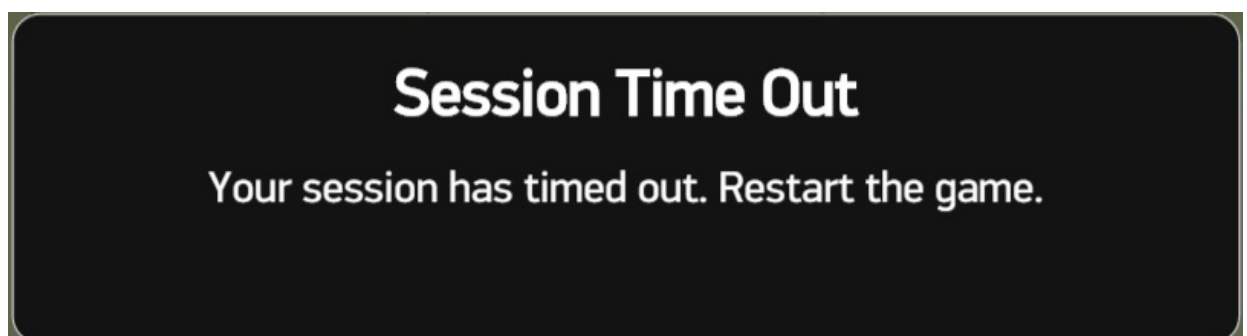 Session Time Out
Your session has timed out. Restart the game.